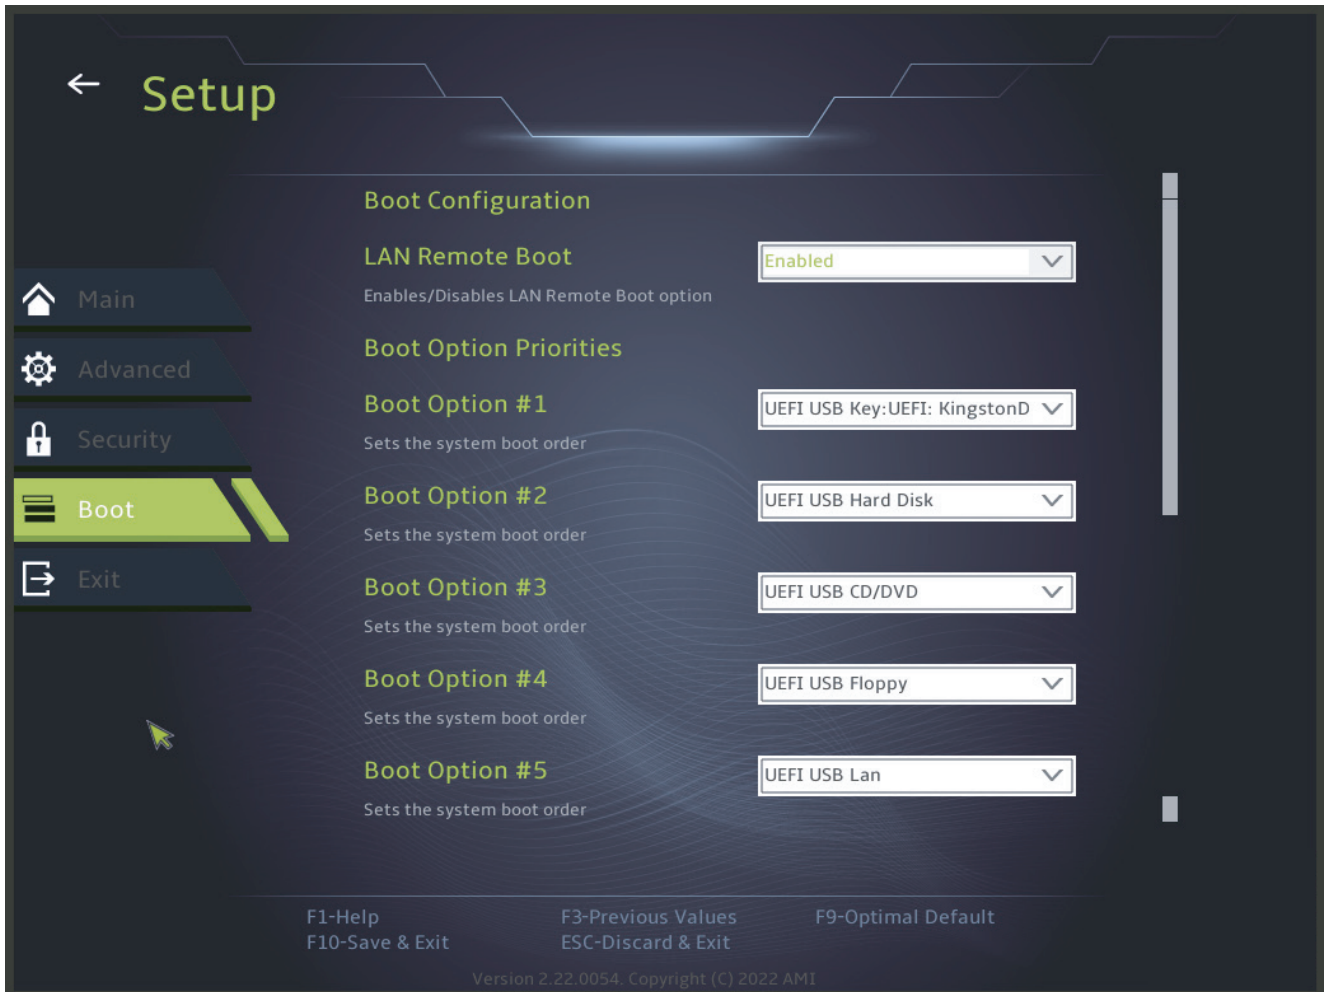 Setup
Boot Configuration
LAN Remote Boot
Enabled
Enables/Disables LAN Remote Boot option
Main
Advanced
Security
Boot
Exit
Boot Option Priorities
Boot Option #1
UEFI USB Key:UEFI: KingstonD
Sets the system boot order
Boot Option #2
UEFI USB Hard Disk
Sets the system boot order
Boot Option #3
UEFI USB CD/DVD
Sets the system boot order
Boot Option #4
UEFI USB Floppy
Sets the system boot order
Boot Option #5
UEFI USB Lan
Sets the system boot order
F1-Help
F3-Previous Values
F9-Optimal Default
F10-Save & Exit
ESC-Discard & Exit
Version 2.22.0054. Copyright (C) 2022 AMI